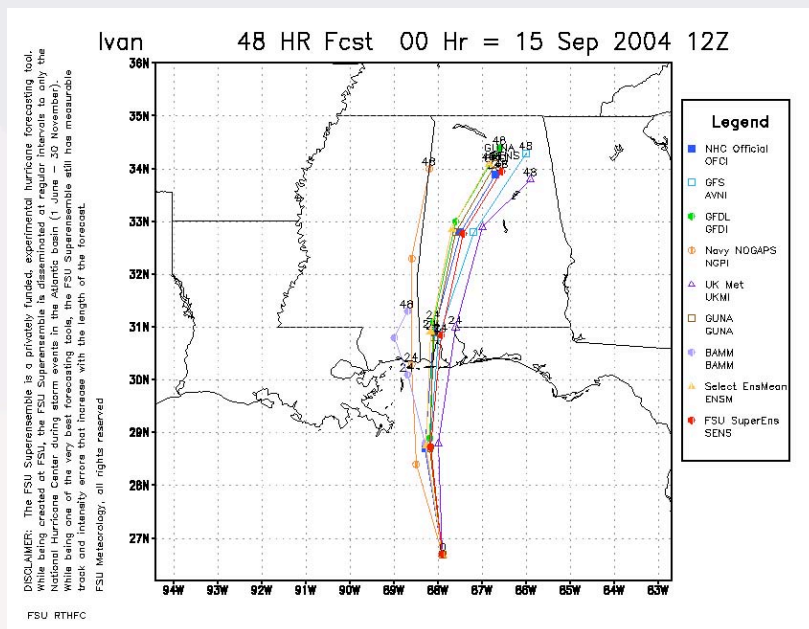 Ivan 48 HR Fcst 00 Hr = 15 Sep 2004 12Z
DISCLAIMER: The FSU Superensemble is a privately funded, experimental hurricane forecasting tool.
While being created at FSU, the FSU Superensemble is disseminated at regular intervals to only the
National Hurricane Center during storm events in the Atlantic basin (1 June – 30 November).
While being one of the very best forecasting tools, the FSU Superensemble still has measurable
track and intensity errors that increase with the length of the forecast.
FSU Meteorology, all rights reserved
36N
35N
34N
33N
32N
31N
30N
29N
28N
27N
48
GUNA
48
48
48
48
48
24
24
24
24
0
94W 93W 92W 91W 90W 89W 88W 87W 86W 85W 84W 83W
Legend
NHC Official
OFCI
GFS
AVNI
GFDL
GFDI
Navy NOGAPS
NGPI
UK Met
UKMI
GUNA
GUNA
BAMM
BAMM
Select EnsMean
ENSM
FSU SuperEns
SENS
FSU RTHFC